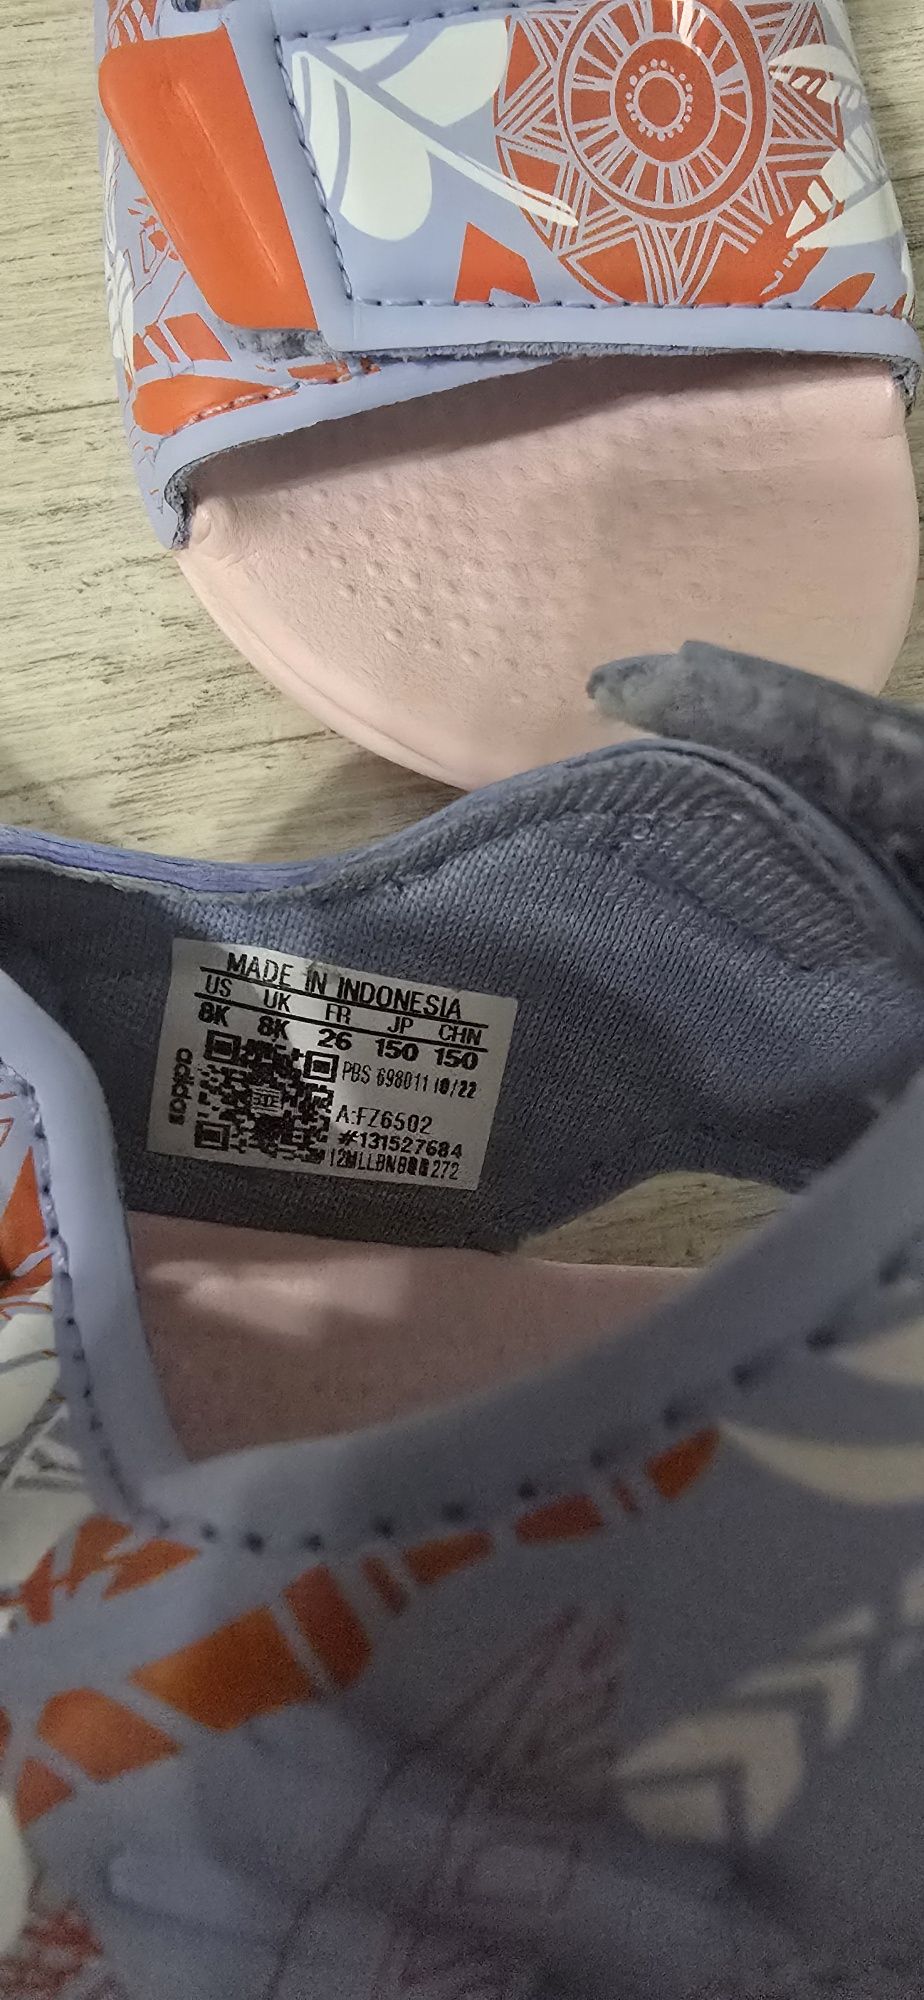 MADE IN INDONESIA
US UK FR JP CHN
8K 8K 26 150 150
adidas
PBS 698011 10/22
A:FZ6502
#131527684